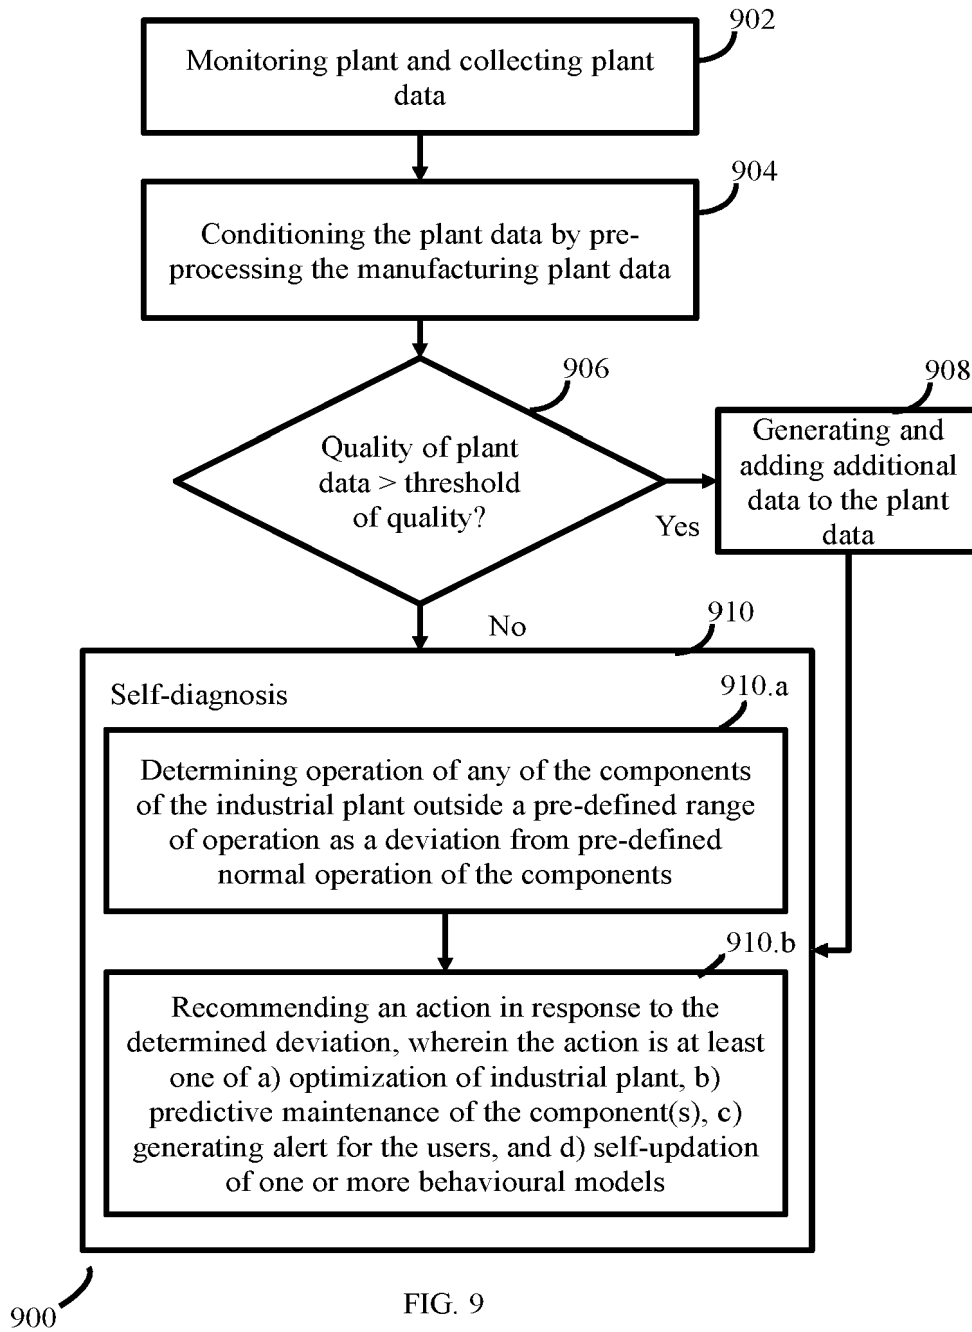 902
Monitoring plant and collecting plant
data
904
Conditioning the plant data by pre-
processing the manufacturing plant data
906
Quality of plant
data > threshold
of quality?
Yes
908
Generating and
adding additional
data to the plant
data
No
910
Self-diagnosis
910.a
Determining operation of any of the components
of the industrial plant outside a pre-defined range
of operation as a deviation from pre-defined
normal operation of the components
910.b
Recommending an action in response to the
determined deviation, wherein the action is at least
one of a) optimization of industrial plant, b)
predictive maintenance of the component(s), c)
generating alert for the users, and d) self-updation
of one or more behavioural models
900
FIG. 9